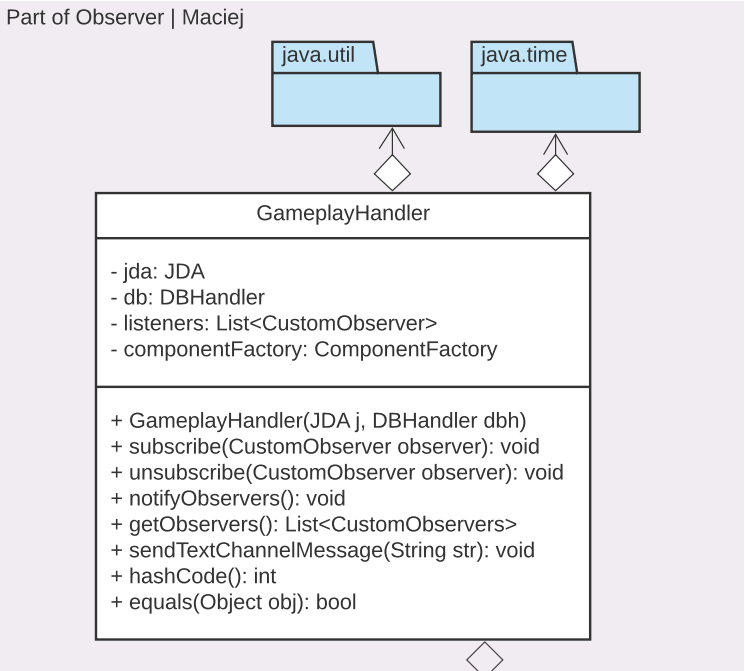 Part of Observer | Maciej
java.util
java.time
GameplayHandler
- jda: JDA
- db: DBHandler
- listeners: List<CustomObserver>
- componentFactory: ComponentFactory
+ GameplayHandler(JDA j, DBHandler dbh)
+ subscribe(CustomObserver observer): void
+ unsubscribe(CustomObserver observer): void
+ notifyObservers(): void
+ getObservers(): List<CustomObservers>
+ sendTextChannelMessage(String str): void
+ hashCode(): int
+ equals(Object obj): bool